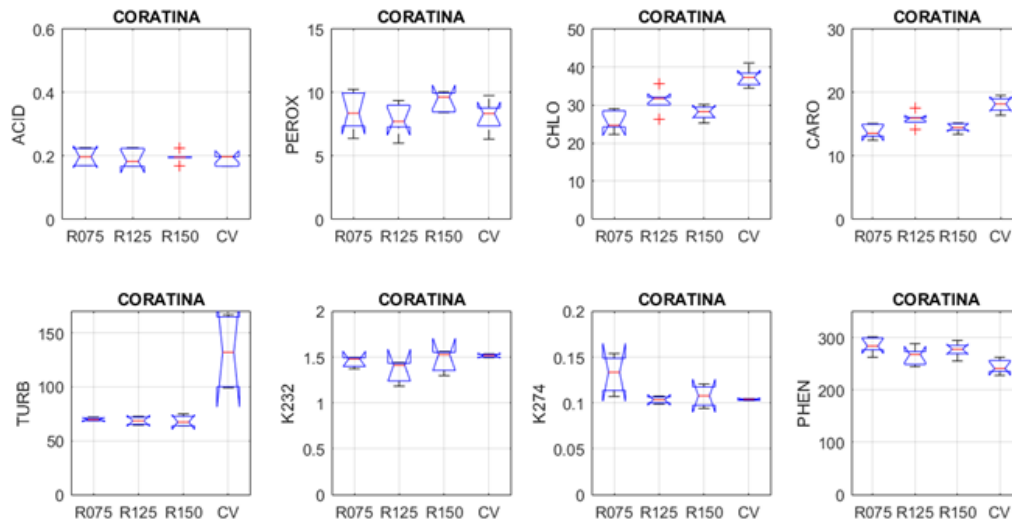 CORATINA
ACID
0.6
0.4
0.2
0
R075 R125 R150 CV
CORATINA
PEROX
15
10
5
0
R075 R125 R150 CV
CORATINA
CHLO
50
40
30
20
10
0
R075 R125 R150 CV
CORATINA
CARO
30
20
10
0
R075 R125 R150 CV
CORATINA
TURB
150
100
50
0
R075 R125 R150 CV
CORATINA
K232
2
1.5
1
0.5
0
R075 R125 R150 CV
CORATINA
K274
0.2
0.15
0.1
0.05
0
R075 R125 R150 CV
CORATINA
PHEN
300
200
100
0
R075 R125 R150 CV